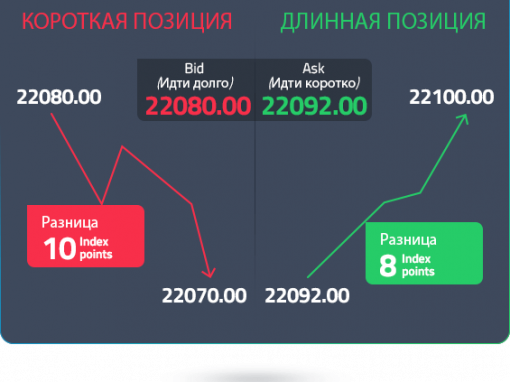 КОРОТКАЯ ПОЗИЦИЯ
ДЛИННАЯ ПОЗИЦИЯ
Bid
(Идти долго)
22080.00
Ask
(Идти коротко)
22092.00
22080.00
22100.00
Разница
10 Index points
Разница
8 Index points
22070.00
22092.00